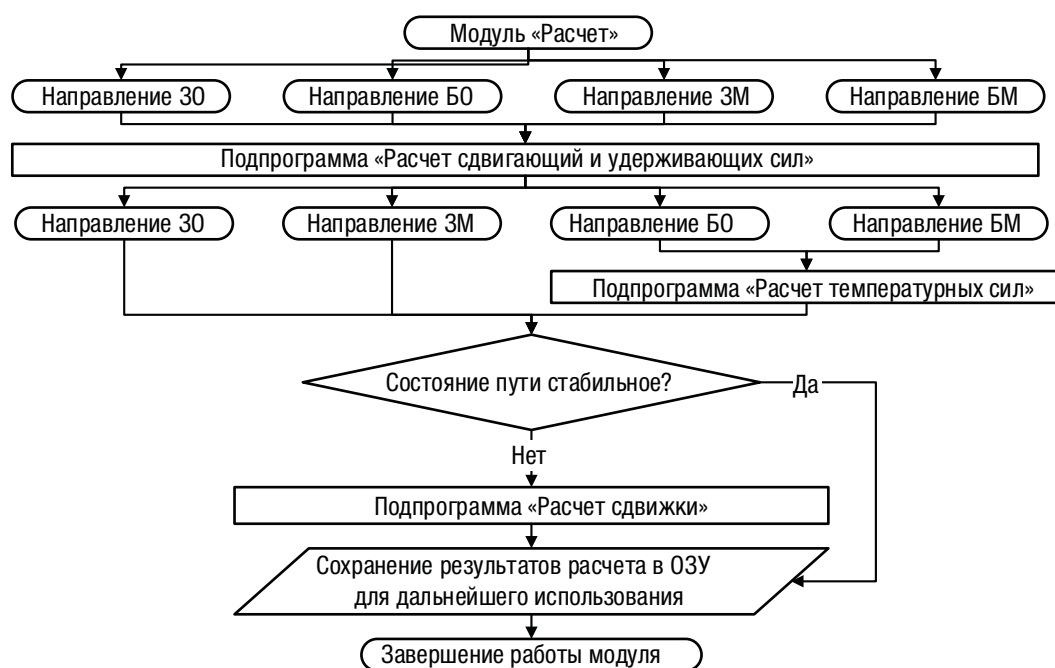 Модуль «Расчет»
Направление ЗО
Направление БО
Направление ЗМ
Направление БМ
Подпрограмма «Расчет сдвигающий и удерживающих сил»
Направление ЗО
Направление ЗМ
Направление БО
Направление БМ
Подпрограмма «Расчет температурных сил»
Состояние пути стабильное?
Да
Нет
Подпрограмма «Расчет сдвижки»
Сохранение результатов расчета в ОЗУ
для дальнейшего использования
Завершение работы модуля